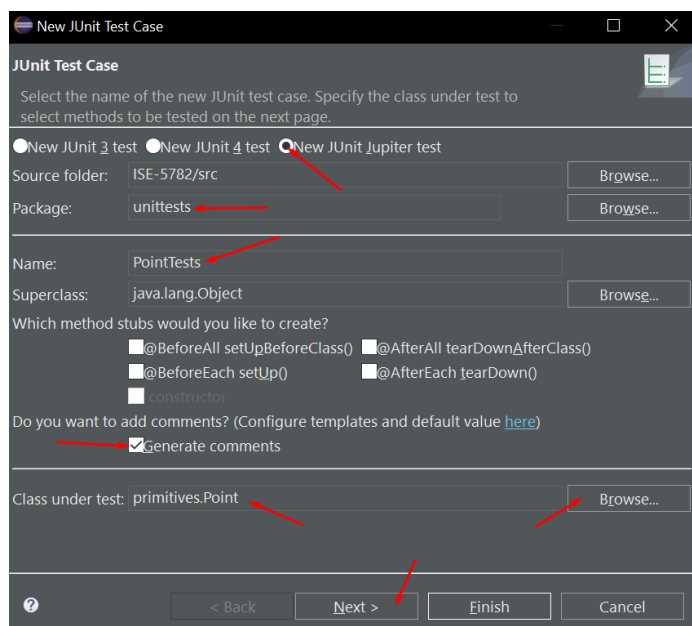 New JUnit Test Case
JUnit Test Case
Select the name of the new JUnit test case. Specify the class under test to
select methods to be tested on the next page.
New JUnit 3 test New JUnit 4 test New JUnit Jupiter test
Source folder: ISE-5782/src Browse...
Package: unittests Browse...
Name: PointTests
Superclass: java.lang.Object Browse...
Which method stubs would you like to create?
@BeforeAll setUpBeforeClass() @AfterAll tearDownAfterClass()
@BeforeEach setUp() @AfterEach tearDown()
constructor
Do you want to add comments? (Configure templates and default value here)
Generate comments
Class under test: primitives.Point Browse...
? < Back Next > Finish Cancel